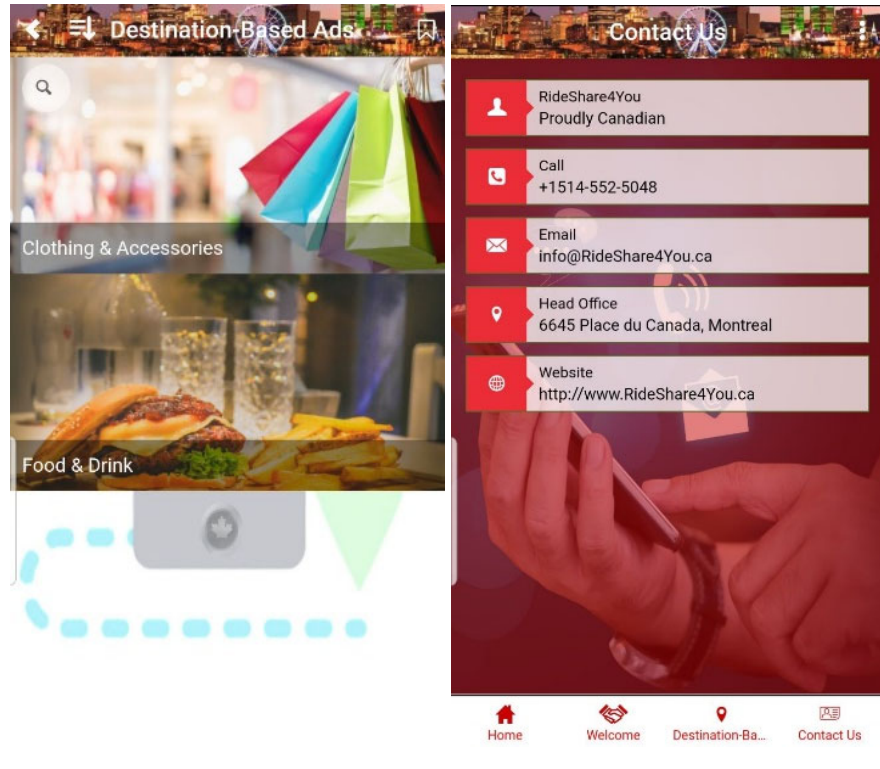 Destination-Based Ads
Clothing & Accessories
Food & Drink
Contact Us
RideShare4You
Proudly Canadian
Call
+1514-552-5048
Email
info@RideShare4You.ca
Head Office
6645 Place du Canada, Montreal
Website
http://www.RideShare4You.ca
Home
Welcome
Destination-Ba...
Contact Us